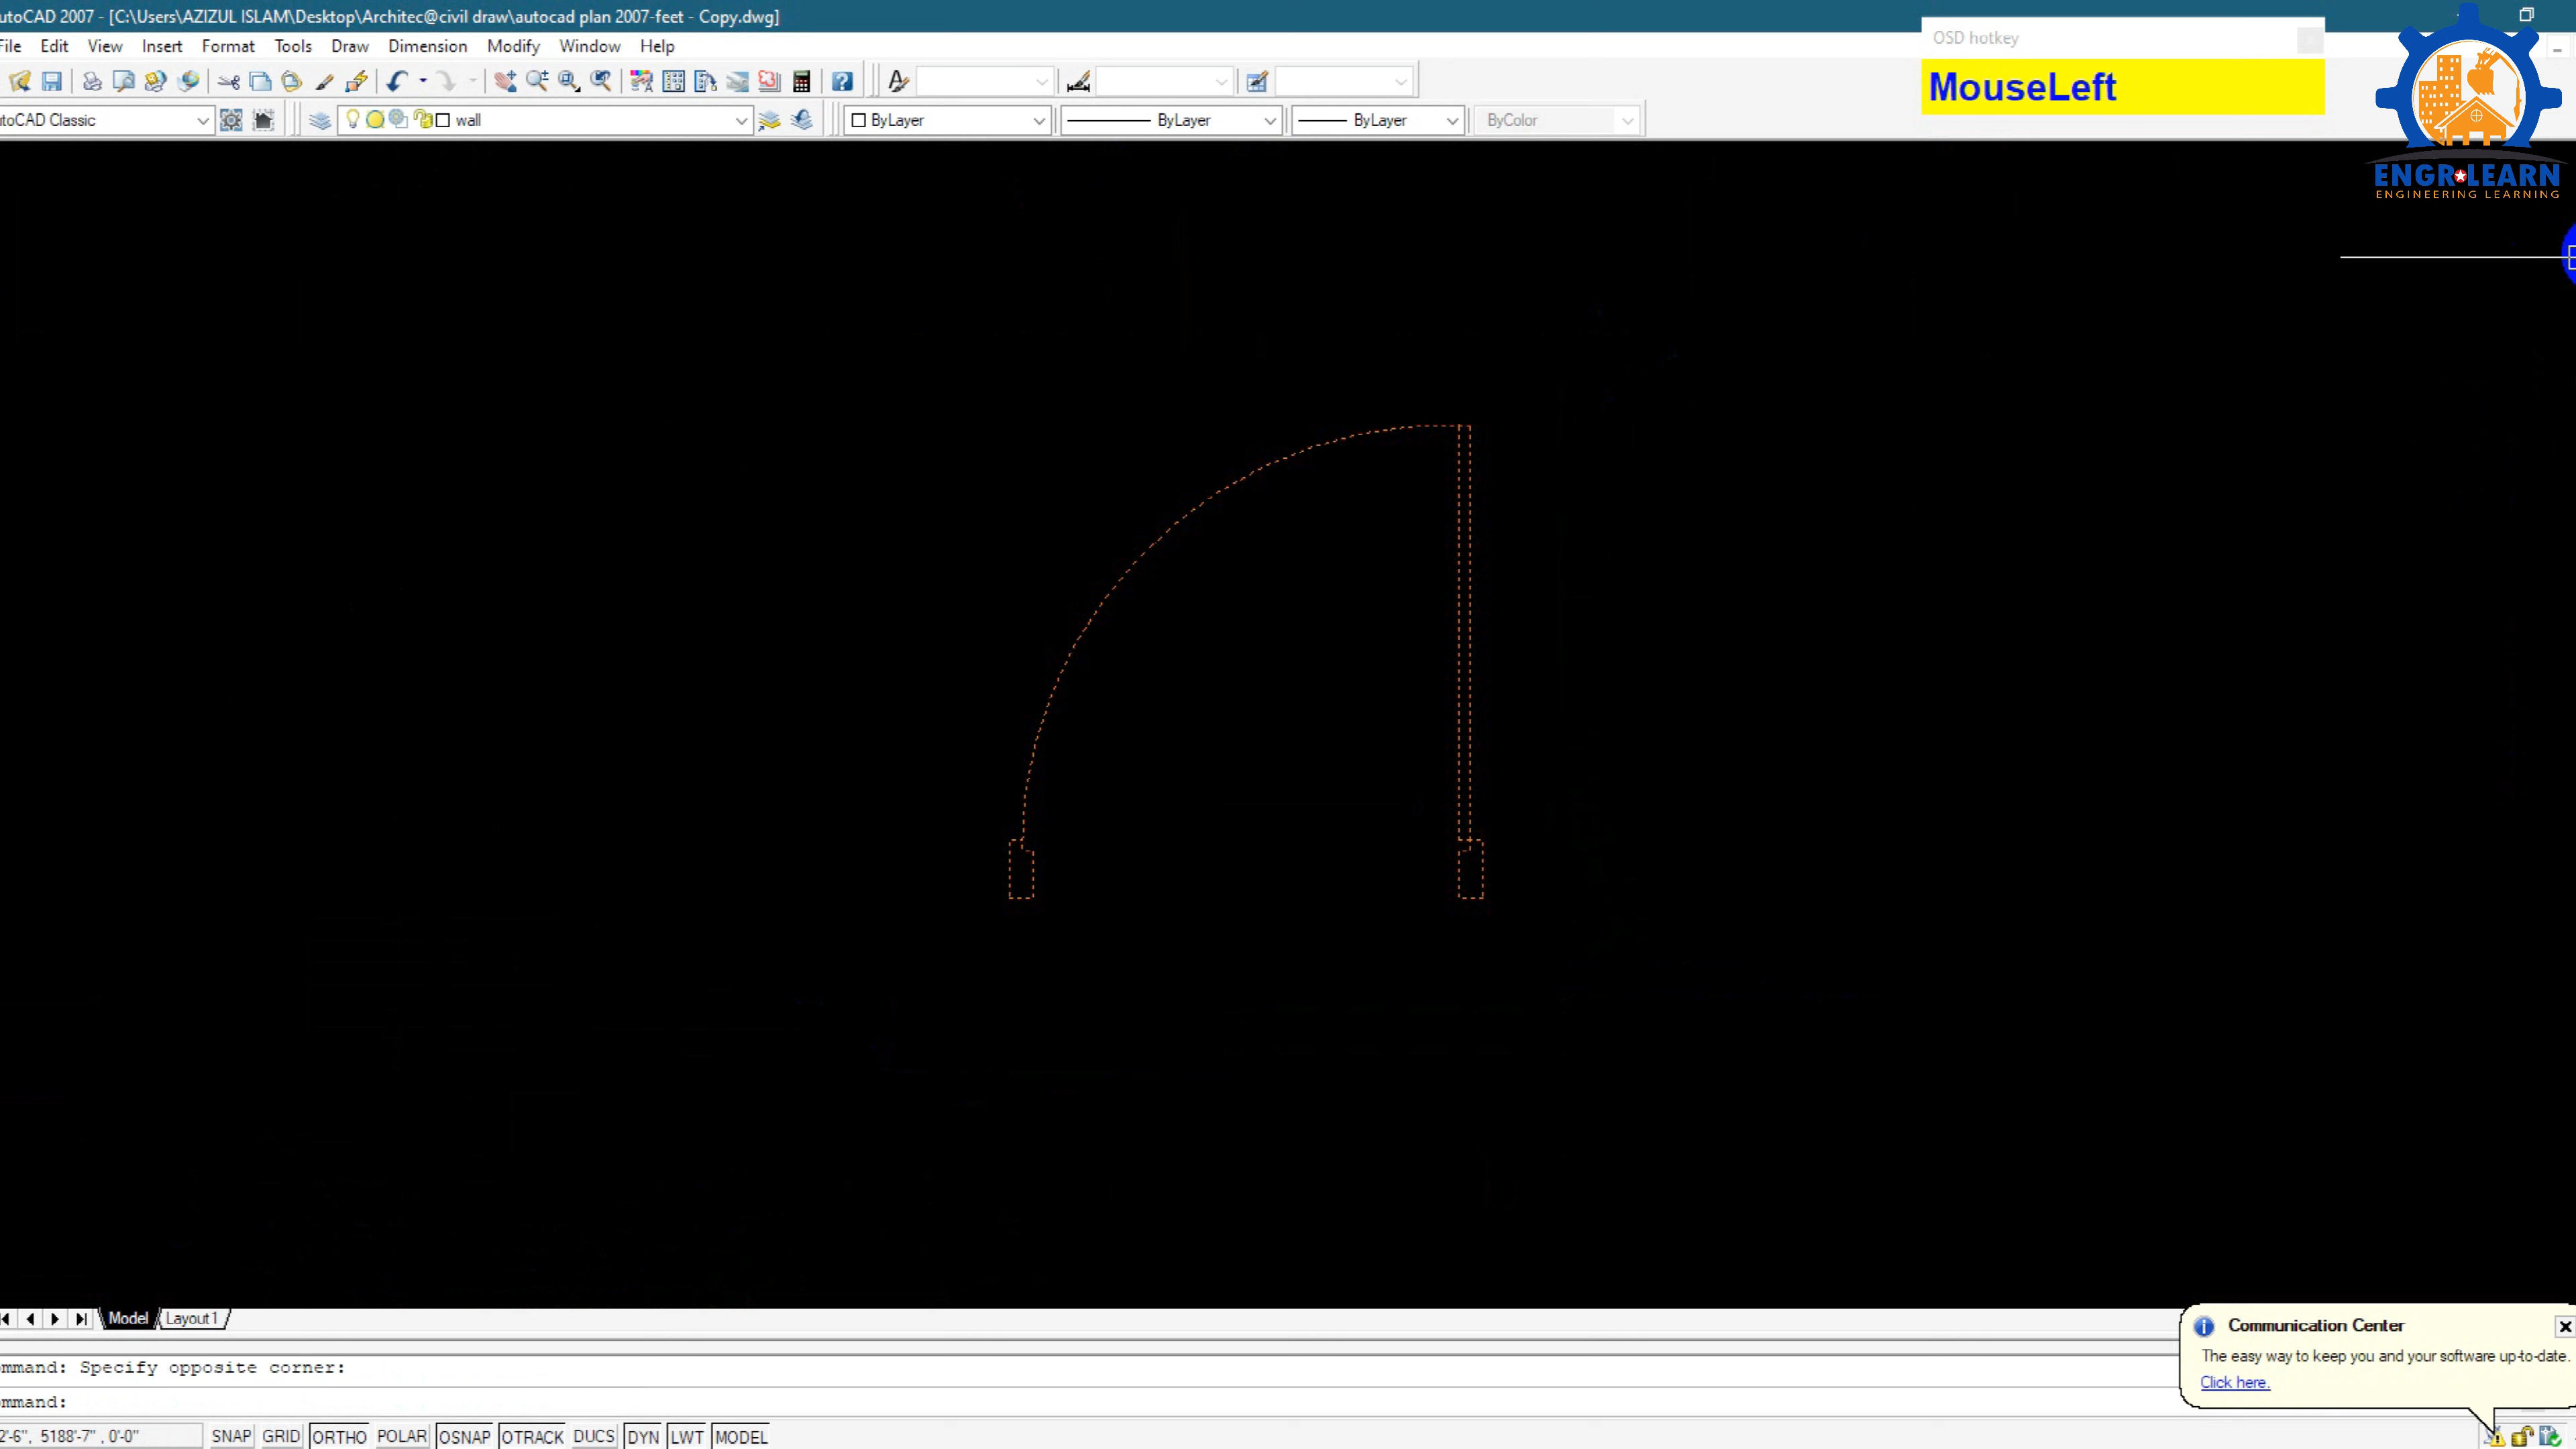 utoCAD 2007 - [C:\Users\AZIZUL ISLAM\Desktop\Architec@civil draw\autocad plan 2007-feet - Copy.dwg]
File Edit View Insert Format Tools Draw Dimension Modify Window Help
OSD hotkey
MouseLeft
utoCAD Classic
wall
ByLayer
ByLayer
ByLayer
ByColor
ENGR LEARN
ENGINEERING LEARNING
Model Layout1
Communication Center
The easy way to keep you and your software up-to-date.
Click here.
ommand: Specify opposite corner:
ommand:
2'-6", 5188'-7" , 0'-0"
SNAP GRID ORTHO POLAR OSNAP OTRACK DUCS DYN LWT MODEL